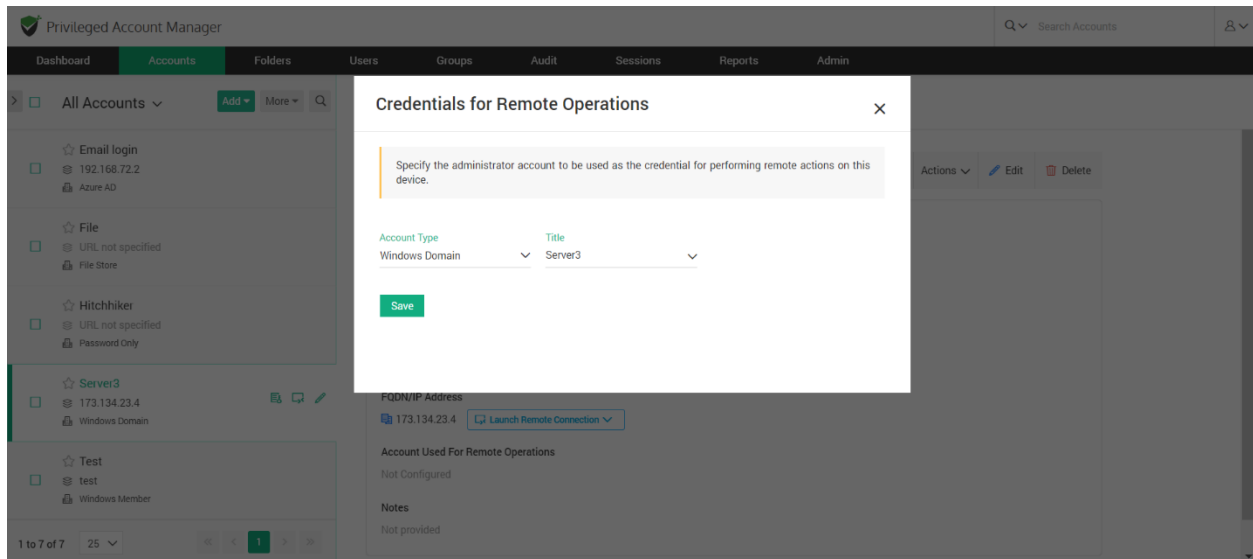 Privileged Account Manager
Search Accounts
Dashboard
Accounts
Folders
Users
Groups
Audit
Sessions
Reports
Admin
All Accounts
Add
More
Email login
192.168.72.2
Azure AD
File
URL not specified
File Store
Hitchhiker
URL not specified
Password Only
Server3
173.134.23.4
Windows Domain
Test
test
Windows Member
1 to 7 of 7
25
1
Credentials for Remote Operations
Specify the administrator account to be used as the credential for performing remote actions on this
device.
Account Type
Windows Domain
Title
Server3
Save
Actions
Edit
Delete
FQDN/IP Address
173.134.23.4
Launch Remote Connection
Account Used For Remote Operations
Not Configured
Notes
Not provided